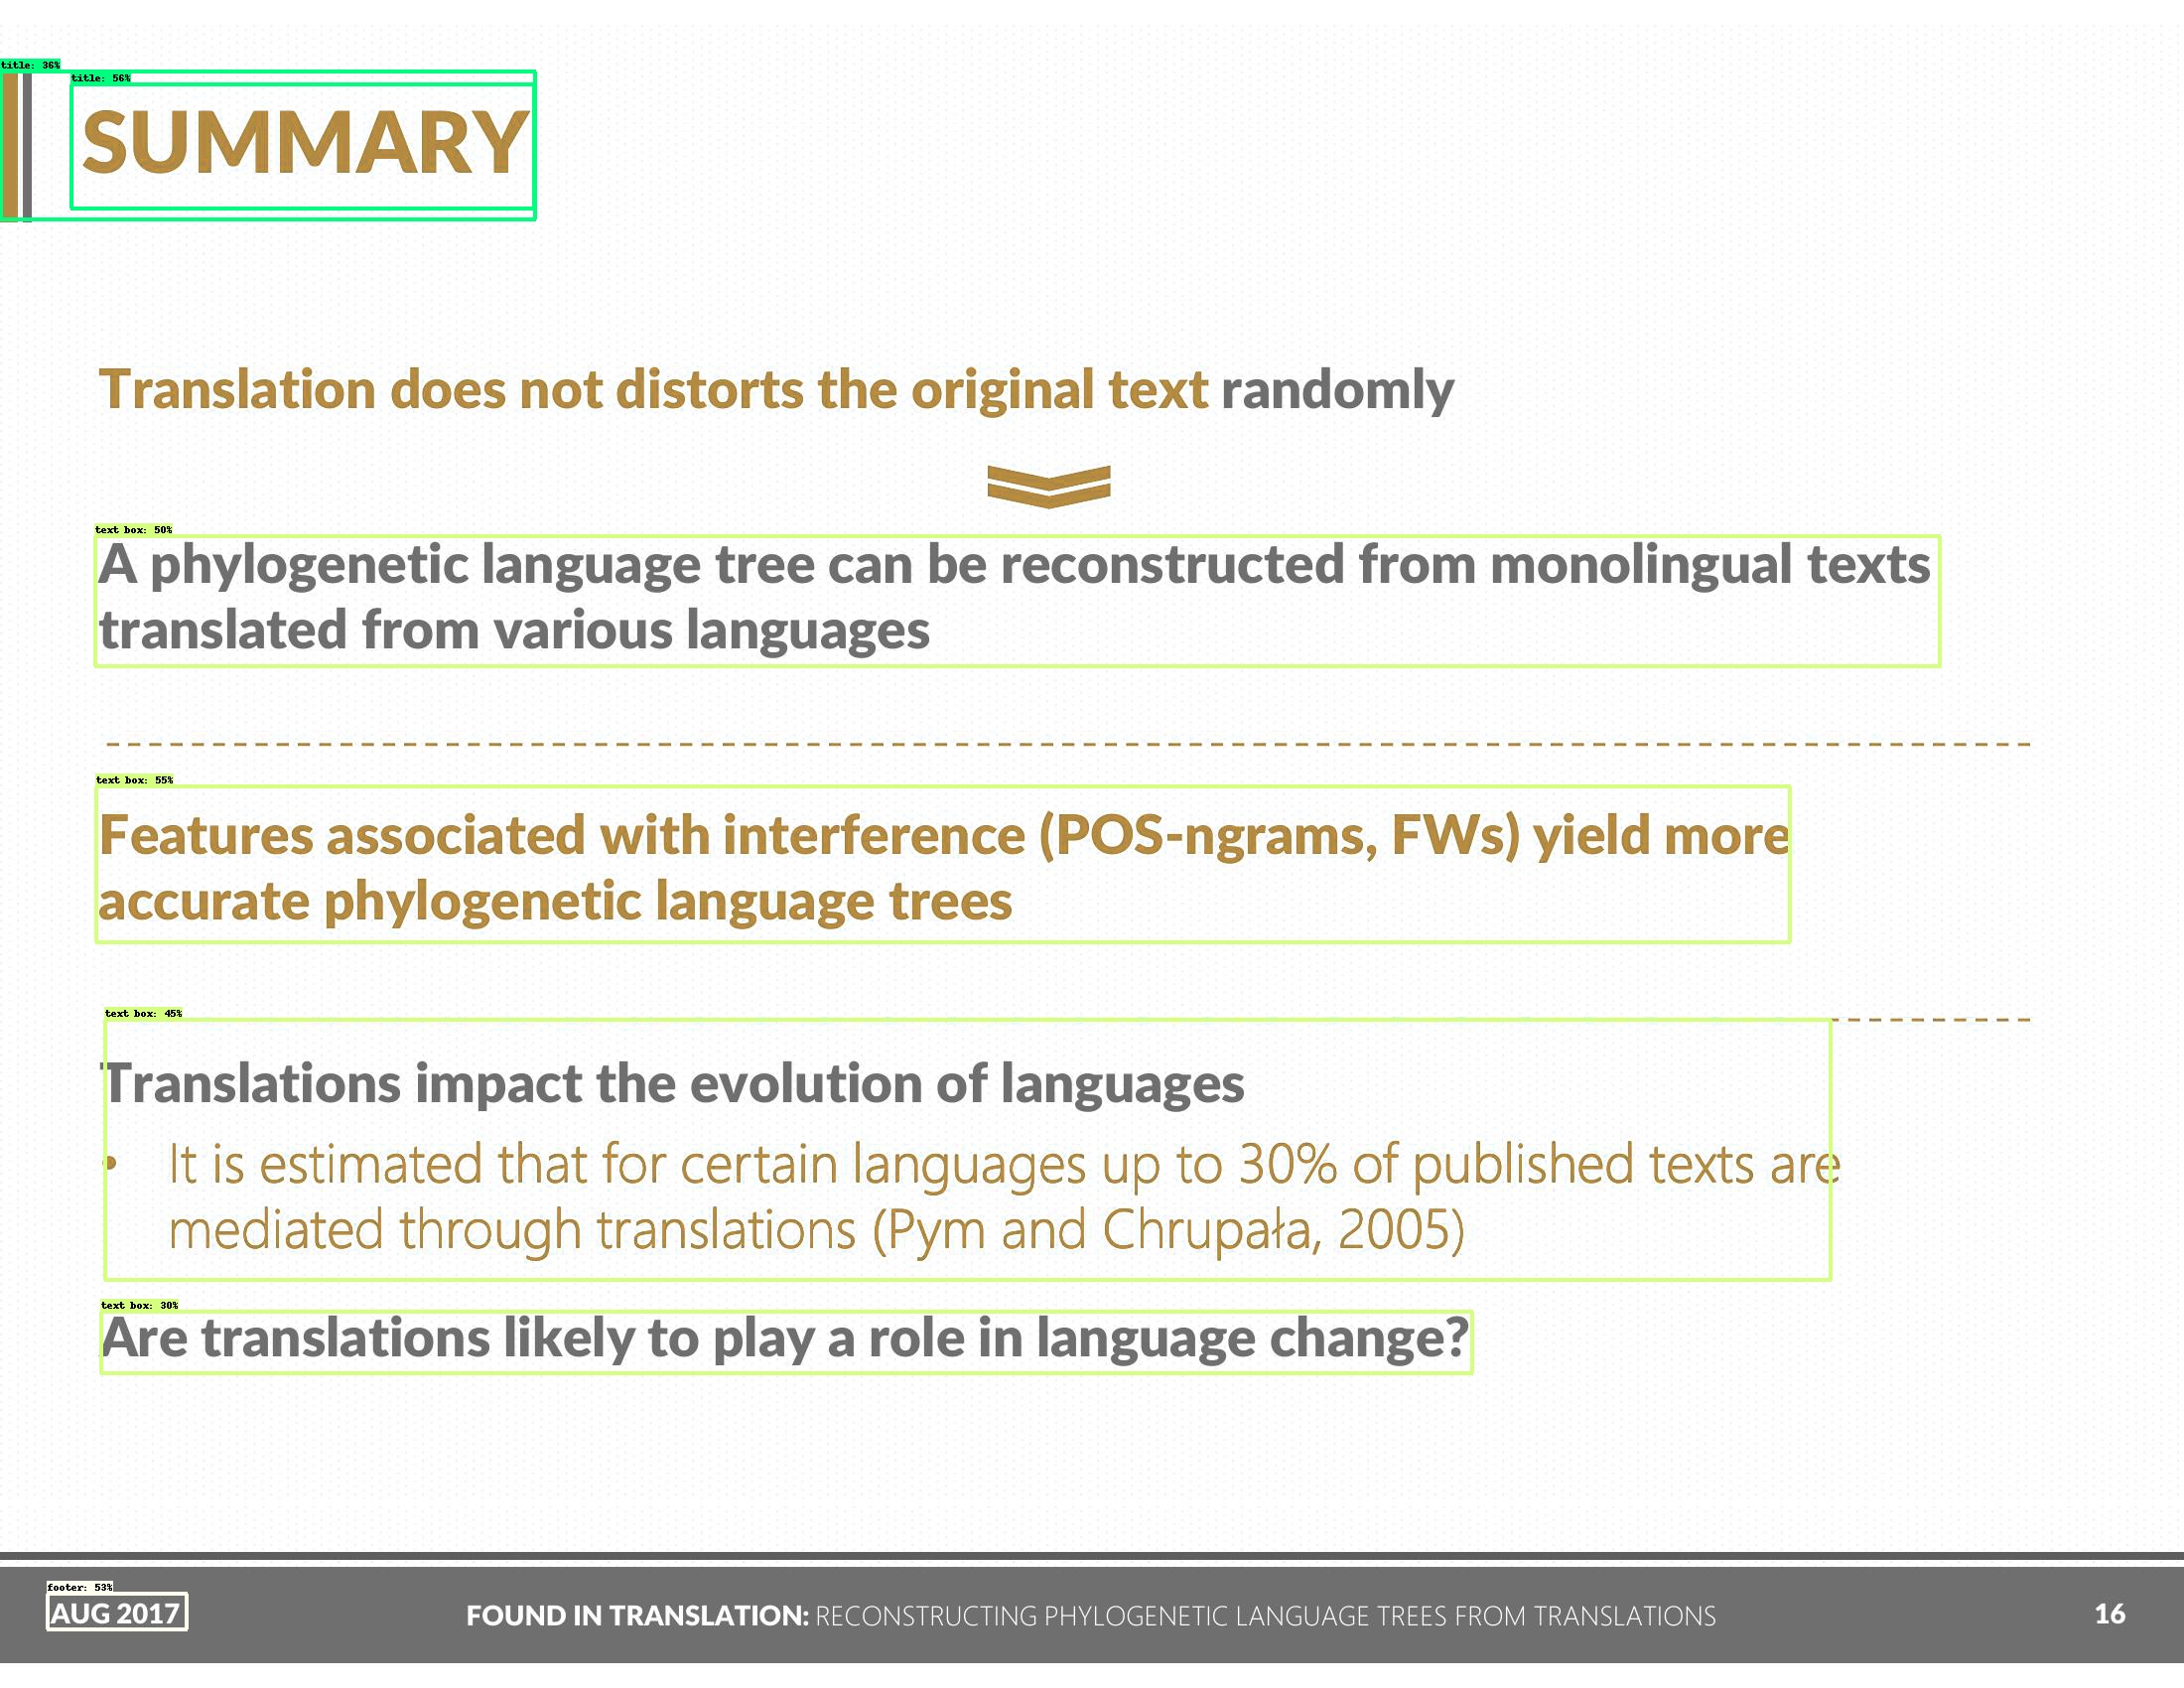 title: 36%
title: 56%
SUMMARY
Translation does not distorts the original text randomly
text box: 50%
A phylogenetic language tree can be reconstructed from monolingual texts
translated from various languages
text box: 55%
Features associated with interference (POS-ngrams, FWs) yield more
accurate phylogenetic language trees
text box: 45%
Translations impact the evolution of languages
• It is estimated that for certain languages up to 30% of published texts are
mediated through translations (Pym and Chrupała, 2005)
text box: 30%
Are translations likely to play a role in language change?
footer: 53%
AUG 2017
FOUND IN TRANSLATION: RECONSTRUCTING PHYLOGENETIC LANGUAGE TREES FROM TRANSLATIONS
16